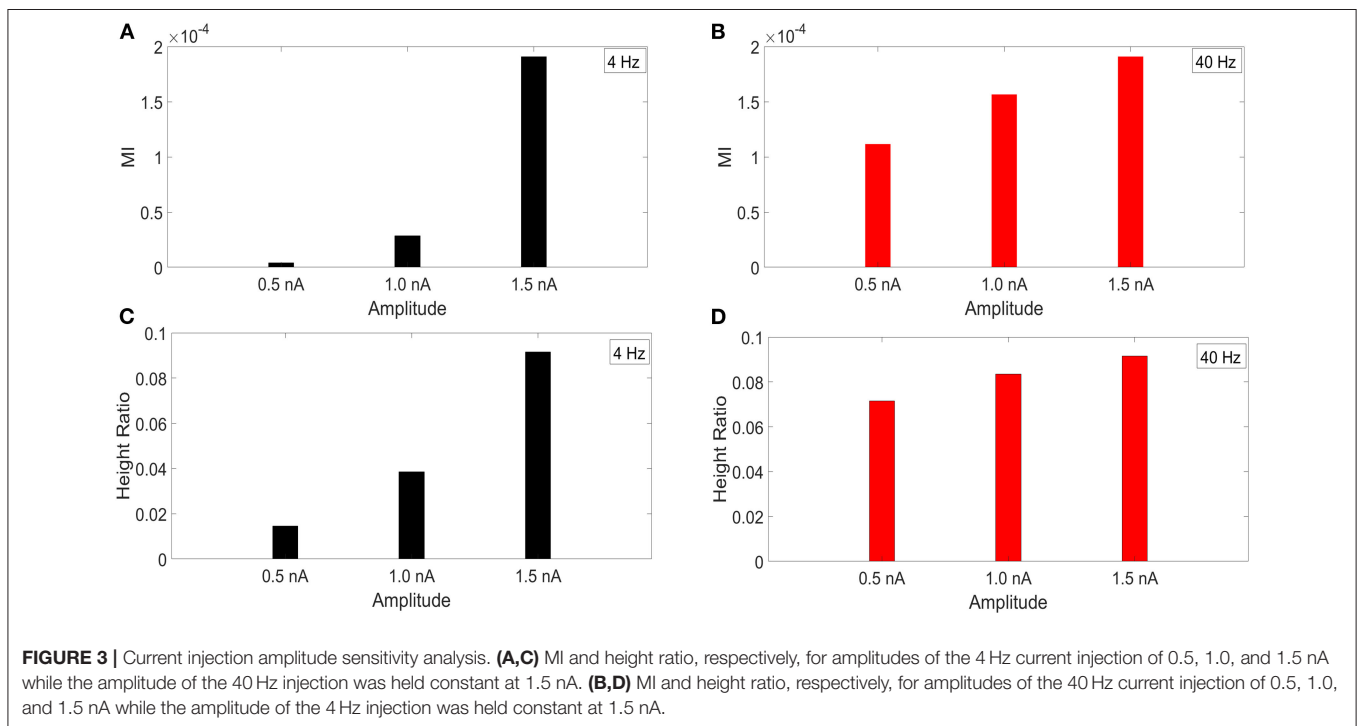 A
×10⁻⁴
4 Hz
2
1.5
1
0.5
0
MI
0.5 nA 1.0 nA 1.5 nA
Amplitude
B
×10⁻⁴
40 Hz
2
1.5
1
0.5
0
MI
0.5 nA 1.0 nA 1.5 nA
Amplitude
C
4 Hz
0.1
0.08
0.06
0.04
0.02
0
Height Ratio
0.5 nA 1.0 nA 1.5 nA
Amplitude
D
40 Hz
0.1
0.08
0.06
0.04
0.02
0
Height Ratio
0.5 nA 1.0 nA 1.5 nA
Amplitude
FIGURE 3 | Current injection amplitude sensitivity analysis. (A,C) MI and height ratio, respectively, for amplitudes of the 4 Hz current injection of 0.5, 1.0, and 1.5 nA
while the amplitude of the 40 Hz injection was held constant at 1.5 nA. (B,D) MI and height ratio, respectively, for amplitudes of the 40 Hz current injection of 0.5, 1.0,
and 1.5 nA while the amplitude of the 4 Hz injection was held constant at 1.5 nA.